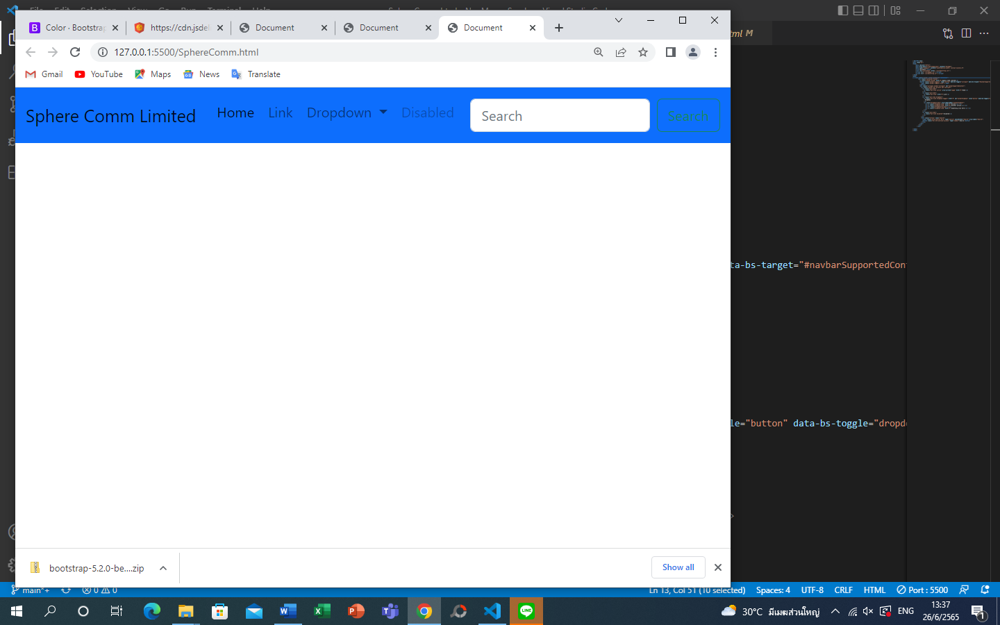 Color · Bootstrap
https://cdn.jsdel
Document
Document
Document
127.0.0.1:5500/SphereComm.html
Gmail
YouTube
Maps
News
Translate
Sphere Comm Limited
Home
Link
Dropdown
Disabled
Search
Search
ml M
ta-bs-target="#navbarSupportedCon
le="button" data-bs-toggle="dropd
bootstrap-5.2.0-be....zip
Show all
main*+
0 0
Ln 13, Col 51 (10 selected)
Spaces: 4
UTF-8
CRLF
HTML
Port : 5500
30°C มีเมฆส่วนใหญ่
ENG
13:37
26/6/2565
1